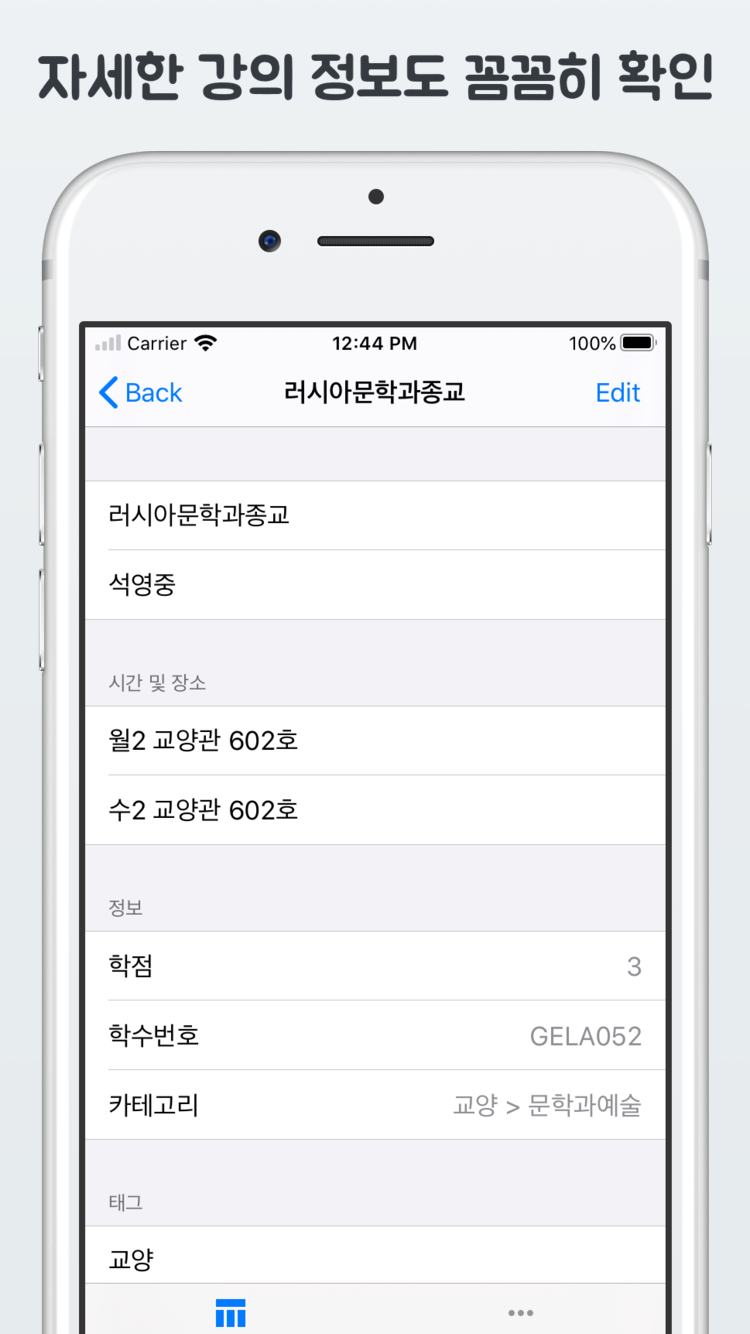 자세한 강의 정보도 꼼꼼히 확인
Carrier 12:44 PM 100%
Back 러시아문학과종교 Edit
러시아문학과종교
석영중
시간 및 장소
월2 교양관 602호
수2 교양관 602호
정보
학점 3
학수번호 GELA052
카테고리 교양 > 문학과예술
태그
교양